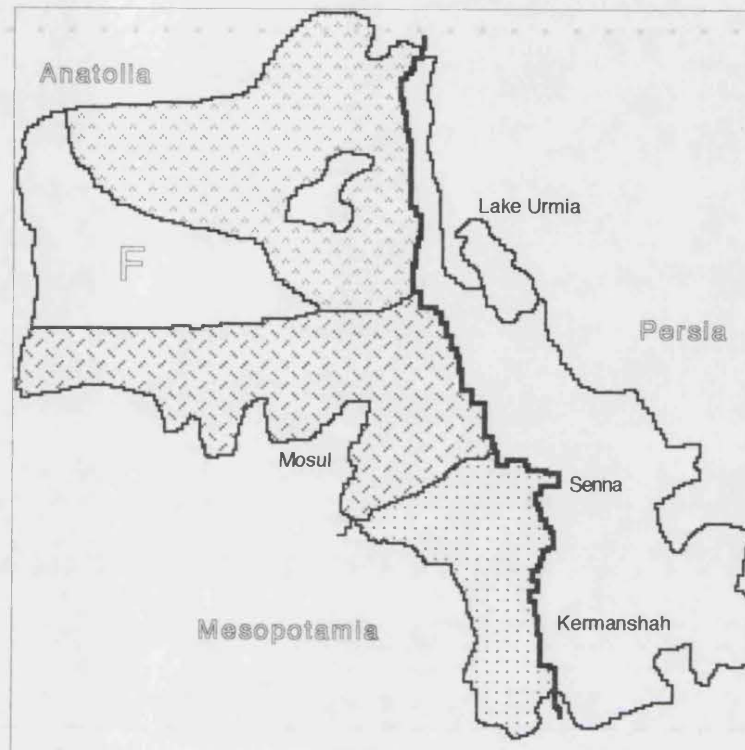 Anatolia
Lake Urmia
F
Persia
Mosul
Senna
Mesopotamia
Kermanshah